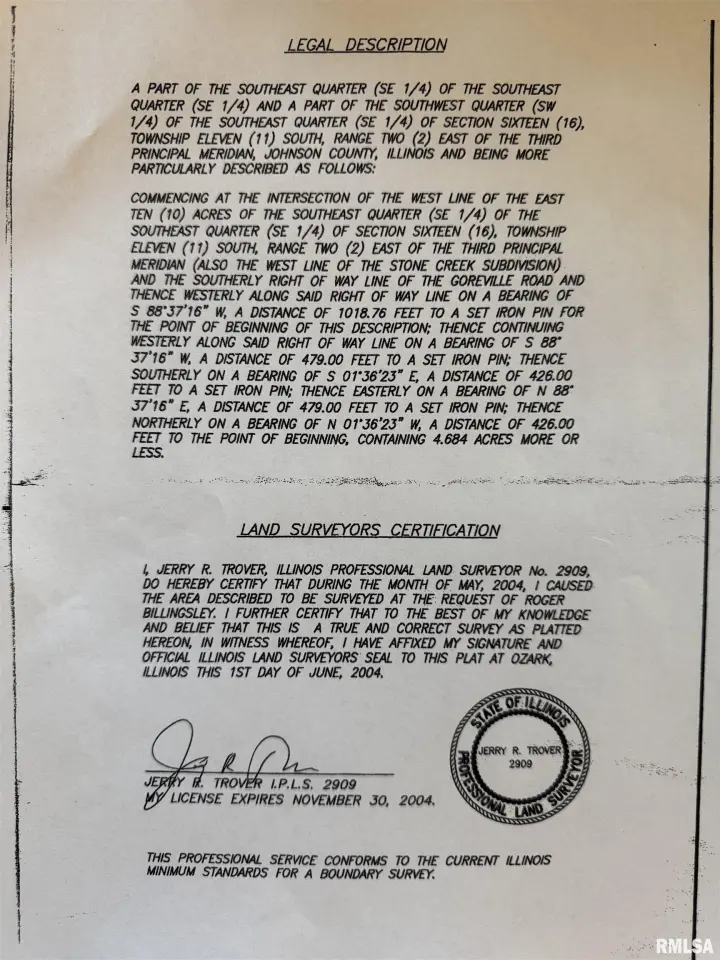 LEGAL DESCRIPTION
A PART OF THE SOUTHEAST QUARTER (SE 1/4) OF THE SOUTHEAST
QUARTER (SE 1/4) AND A PART OF THE SOUTHWEST QUARTER (SW
1/4) OF THE SOUTHEAST QUARTER (SE 1/4) OF SECTION SIXTEEN (16),
TOWNSHIP ELEVEN (11) SOUTH, RANGE TWO (2) EAST OF THE THIRD
PRINCIPAL MERIDIAN, JOHNSON COUNTY, ILLINOIS AND BEING MORE
PARTICULARLY DESCRIBED AS FOLLOWS:
COMMENCING AT THE INTERSECTION OF THE WEST LINE OF THE EAST
TEN (10) ACRES OF THE SOUTHEAST QUARTER (SE 1/4) OF THE
SOUTHEAST QUARTER (SE 1/4) OF SECTION SIXTEEN (16), TOWNSHIP
ELEVEN (11) SOUTH, RANGE TWO (2) EAST OF THE THIRD PRINCIPAL
MERIDIAN (ALSO THE WEST LINE OF THE STONE CREEK SUBDIVISION)
AND THE SOUTHERLY RIGHT OF WAY LINE OF THE GOREVILLE ROAD AND
THENCE WESTERLY ALONG SAID RIGHT OF WAY LINE ON A BEARING OF
S 88°37'16" W, A DISTANCE OF 1018.76 FEET TO A SET IRON PIN FOR
THE POINT OF BEGINNING OF THIS DESCRIPTION; THENCE CONTINUING
WESTERLY ALONG SAID RIGHT OF WAY LINE ON A BEARING OF S 88°
37'16" W, A DISTANCE OF 479.00 FEET TO A SET IRON PIN; THENCE
SOUTHERLY ON A BEARING OF S 01°36'23" E, A DISTANCE OF 426.00
FEET TO A SET IRON PIN; THENCE EASTERLY ON A BEARING OF N 88°
37'16" E, A DISTANCE OF 479.00 FEET TO A SET IRON PIN; THENCE
NORTHERLY ON A BEARING OF N 01°36'23" W, A DISTANCE OF 426.00
FEET TO THE POINT OF BEGINNING, CONTAINING 4.684 ACRES MORE OR
LESS.
LAND SURVEYORS CERTIFICATION
I, JERRY R. TROVER, ILLINOIS PROFESSIONAL LAND SURVEYOR No. 2909,
DO HEREBY CERTIFY THAT DURING THE MONTH OF MAY, 2004, I CAUSED
THE AREA DESCRIBED TO BE SURVEYED AT THE REQUEST OF ROGER
BILLINGSLEY. I FURTHER CERTIFY THAT TO THE BEST OF MY KNOWLEDGE
AND BELIEF THAT THIS IS A TRUE AND CORRECT SURVEY AS PLATTED
HEREON, IN WITNESS WHEREOF, I HAVE AFFIXED MY SIGNATURE AND
OFFICIAL ILLINOIS LAND SURVEYORS SEAL TO THIS PLAT AT OZARK,
ILLINOIS THIS 1ST DAY OF JUNE, 2004.
STATE OF ILLINOIS
JERRY R. TROVER
2909
PROFESSIONAL LAND SURVEYOR
JERRY R. TROVER I.P.L.S. 2909
MY LICENSE EXPIRES NOVEMBER 30, 2004.
THIS PROFESSIONAL SERVICE CONFORMS TO THE CURRENT ILLINOIS
MINIMUM STANDARDS FOR A BOUNDARY SURVEY.
RMLSA